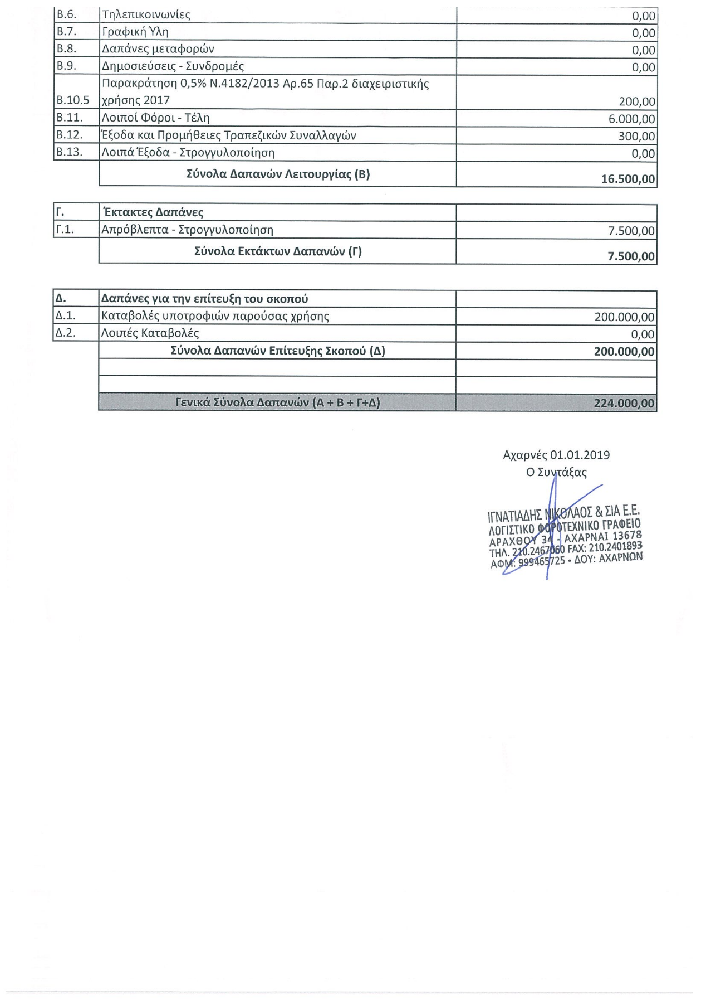 Β.6. Τηλεπικοινωνίες 0,00
Β.7. Γραφική Ύλη 0,00
Β.8. Δαπάνες μεταφορών 0,00
Β.9. Δημοσιεύσεις - Συνδρομές 0,00
Παρακράτηση 0,5% Ν.4182/2013 Αρ.65 Παρ.2 διαχειριστικής
Β.10.5 χρήσης 2017 200,00
Β.11. Λοιποί Φόροι - Τέλη 6.000,00
Β.12. Έξοδα και Προμήθειες Τραπεζικών Συναλλαγών 300,00
Β.13. Λοιπά Έξοδα - Στρογγυλοποίηση 0,00
Σύνολα Δαπανών Λειτουργίας (Β) 16.500,00
Γ. Έκτακτες Δαπάνες
Γ.1. Απρόβλεπτα - Στρογγυλοποίηση 7.500,00
Σύνολα Εκτάκτων Δαπανών (Γ) 7.500,00
Δ. Δαπάνες για την επίτευξη του σκοπού
Δ.1. Καταβολές υποτροφιών παρούσας χρήσης 200.000,00
Δ.2. Λοιπές Καταβολές 0,00
Σύνολα Δαπανών Επίτευξης Σκοπού (Δ) 200.000,00
Γενικά Σύνολα Δαπανών (Α + Β + Γ+Δ) 224.000,00
Αχαρνές 01.01.2019
Ο Συντάξας
ΙΓΝΑΤΙΑΔΗΣ ΝΙΚΟΛΑΟΣ & ΣΙΑ Ε.Ε.
ΛΟΓΙΣΤΙΚΟ ΦΟΡΟΤΕΧΝΙΚΟ ΓΡΑΦΕΙΟ
ΑΡΑΧΘΟΥ 34 - ΑΧΑΡΝΑΙ 13678
ΤΗΛ. 210.2467060 FAX: 210.2401893
ΑΦΜ: 999465725 • ΔΟΥ: ΑΧΑΡΝΩΝ